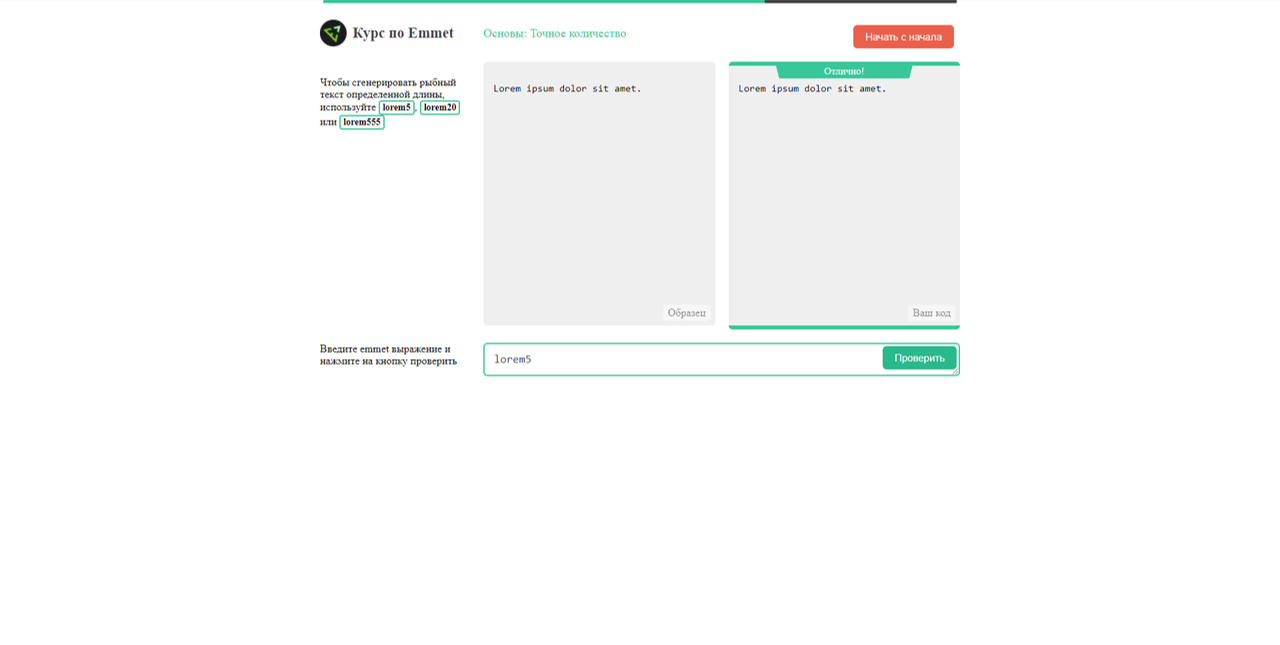 Курс по Emmet
Основы: Точное количество
Начать с начала
Чтобы сгенерировать рыбный
текст определенной длины,
используйте lorem5, lorem20
или lorem555
Lorem ipsum dolor sit amet.
Образец
Отлично!
Lorem ipsum dolor sit amet.
Ваш код
Введите emmet выражение и
нажмите на кнопку проверить
lorem5
Проверить